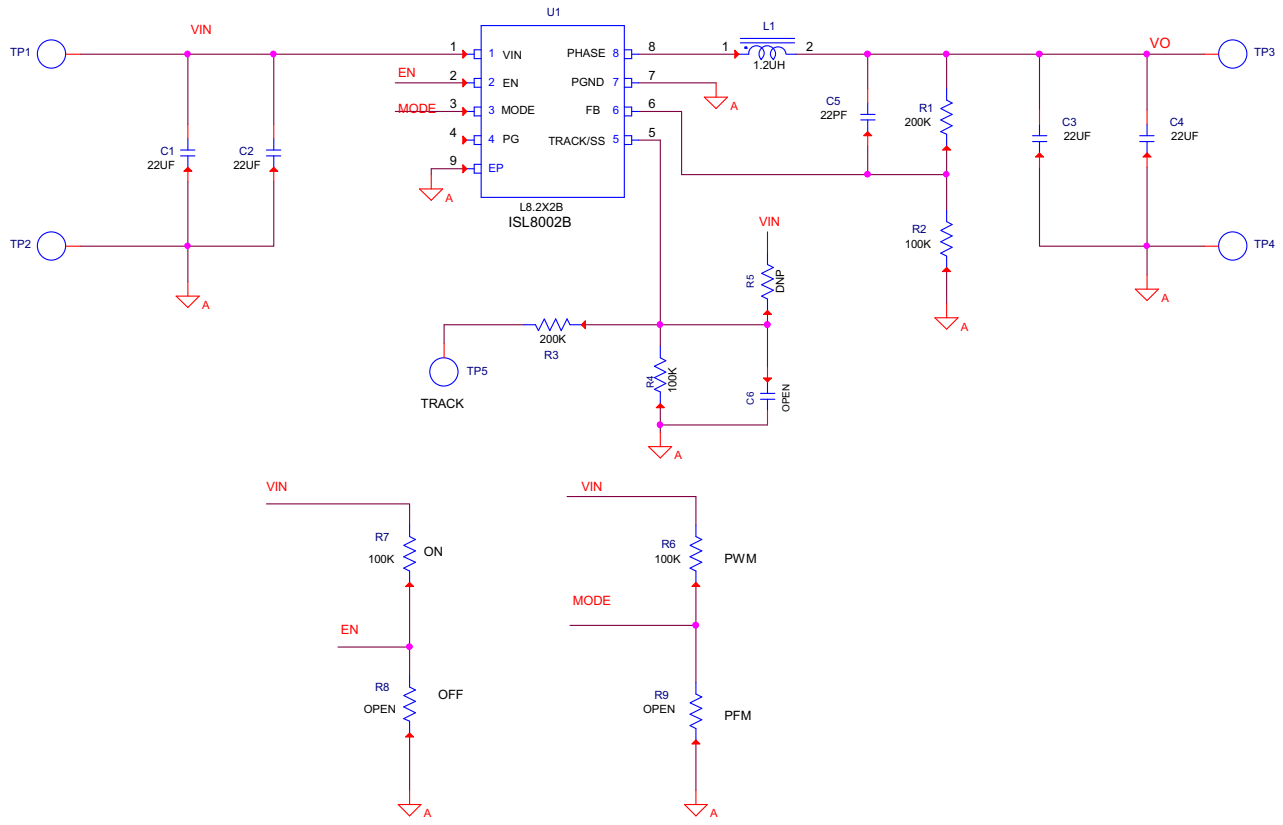 U1
L1
TP1
VIN
1
1
VIN
PHASE
8
8
1
2
1.2UH
VO
TP3
EN
2
2
EN
PGND
7
7
A
MODE
3
3
MODE
FB
6
6
C5
22PF
R1
200K
C3
22UF
C4
22UF
4
4
PG
TRACK/SS
5
5
C1
22UF
C2
22UF
9
EP
A
L8.2X2B
ISL8002B
VIN
R2
100K
TP2
TP4
A
A
A
R5
DNP
200K
R3
TP5
TRACK
R4
100K
C6
OPEN
A
VIN
VIN
R7
100K
ON
R6
100K
PWM
MODE
EN
R8
OPEN
OFF
R9
OPEN
PFM
A
A